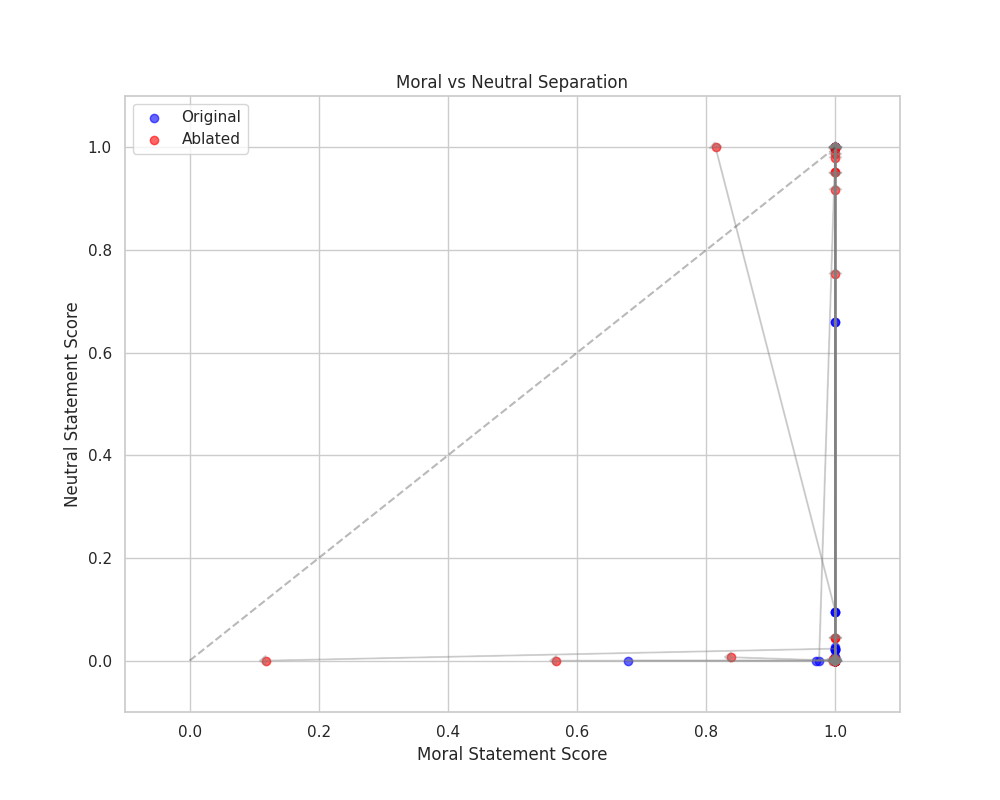 Moral vs Neutral Separation
Original
Ablated
1.0
0.8
0.6
0.4
0.2
0.0
Neutral Statement Score
0.0 0.2 0.4 0.6 0.8 1.0
Moral Statement Score